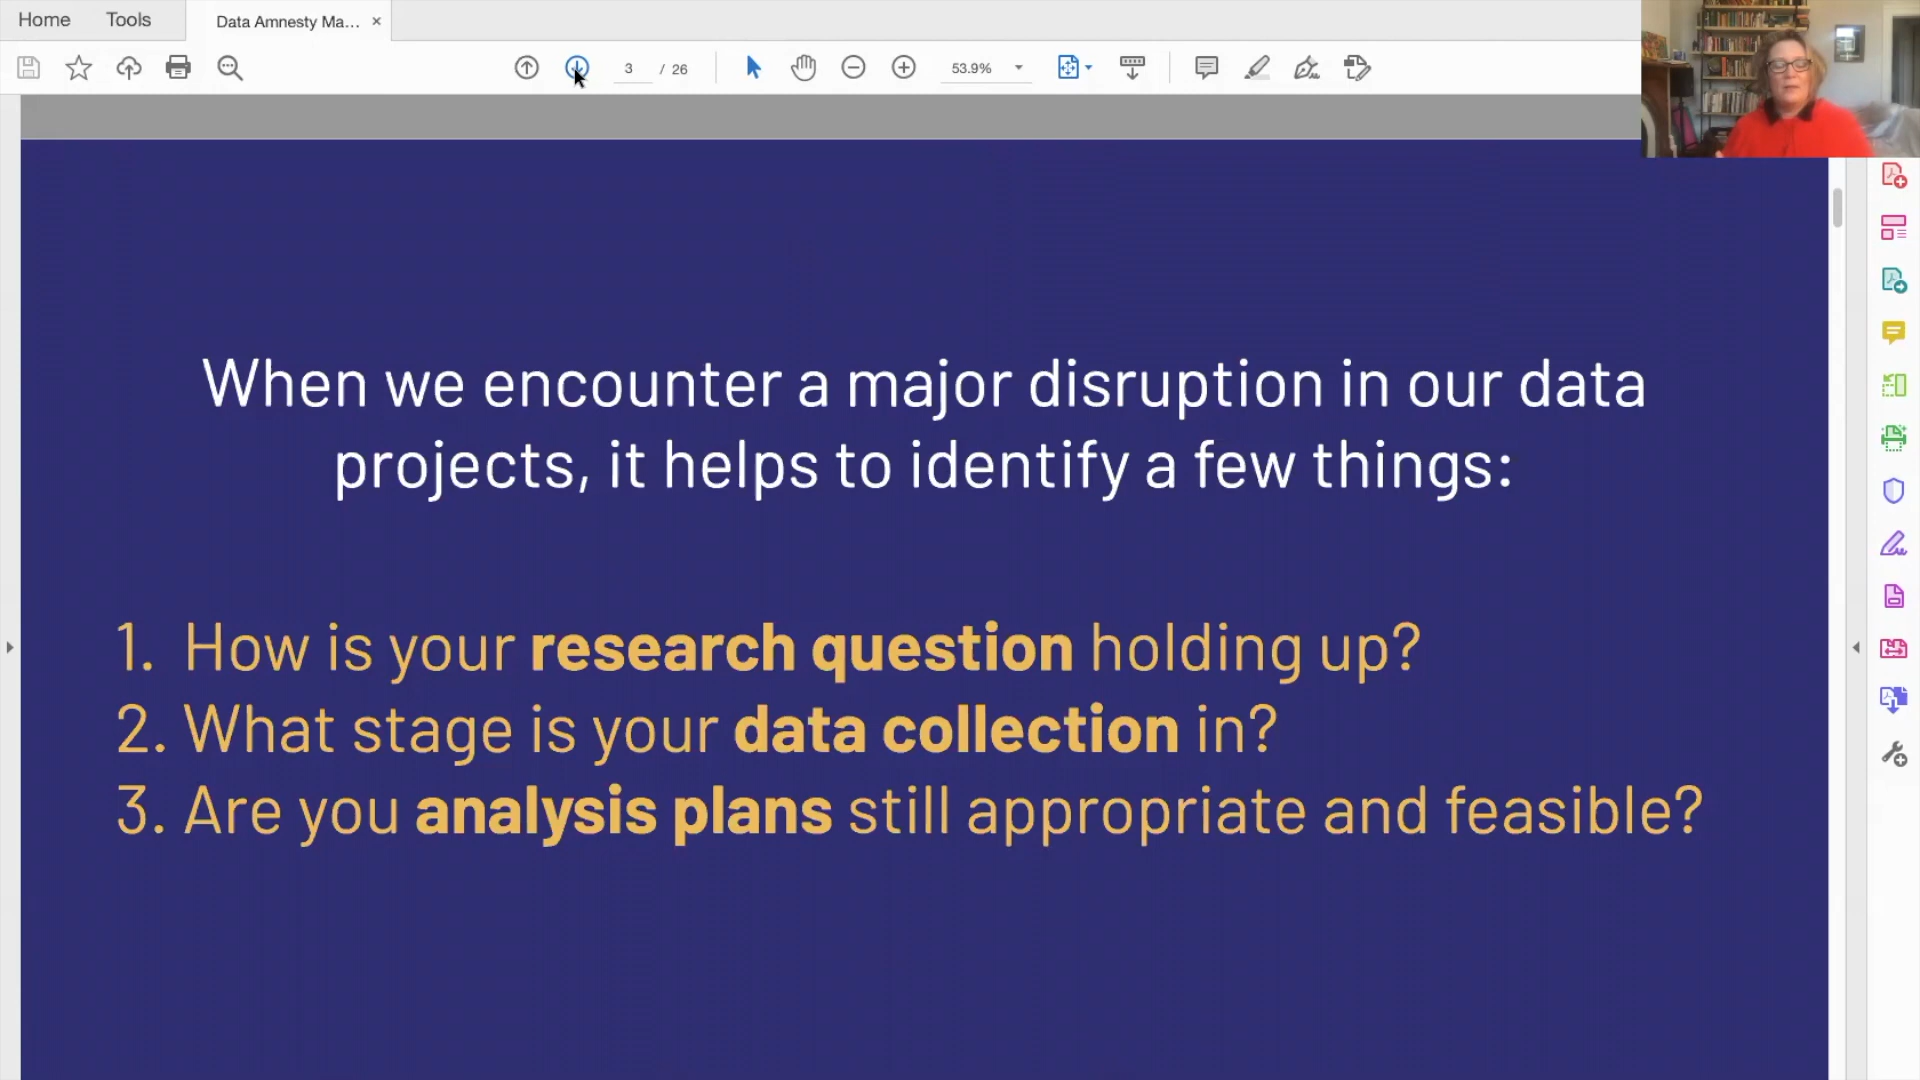 Home Tools Data Amnesty Ma... ×
3 / 26 53.9%
When we encounter a major disruption in our data
projects, it helps to identify a few things:
1. How is your research question holding up?
2. What stage is your data collection in?
3. Are you analysis plans still appropriate and feasible?